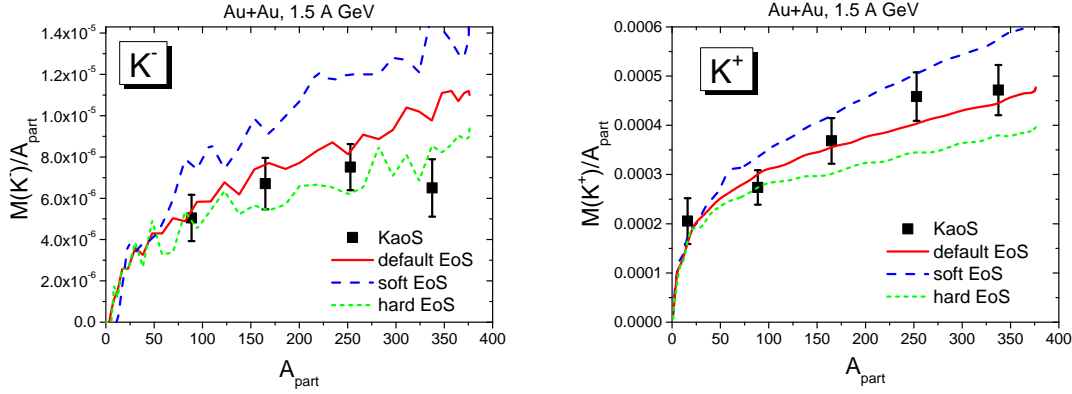 Au+Au, 1.5 A GeV
K⁻
M(K⁻)/A_part
1.4x10⁻⁵
1.2x10⁻⁵
1.0x10⁻⁵
8.0x10⁻⁶
6.0x10⁻⁶
4.0x10⁻⁶
2.0x10⁻⁶
0.0
KaoS
default EoS
soft EoS
hard EoS
0 50 100 150 200 250 300 350 400
A_part
Au+Au, 1.5 A GeV
K⁺
M(K⁺)/A_part
0.0006
0.0005
0.0004
0.0003
0.0002
0.0001
0.0000
KaoS
default EoS
soft EoS
hard EoS
0 50 100 150 200 250 300 350 400
A_part